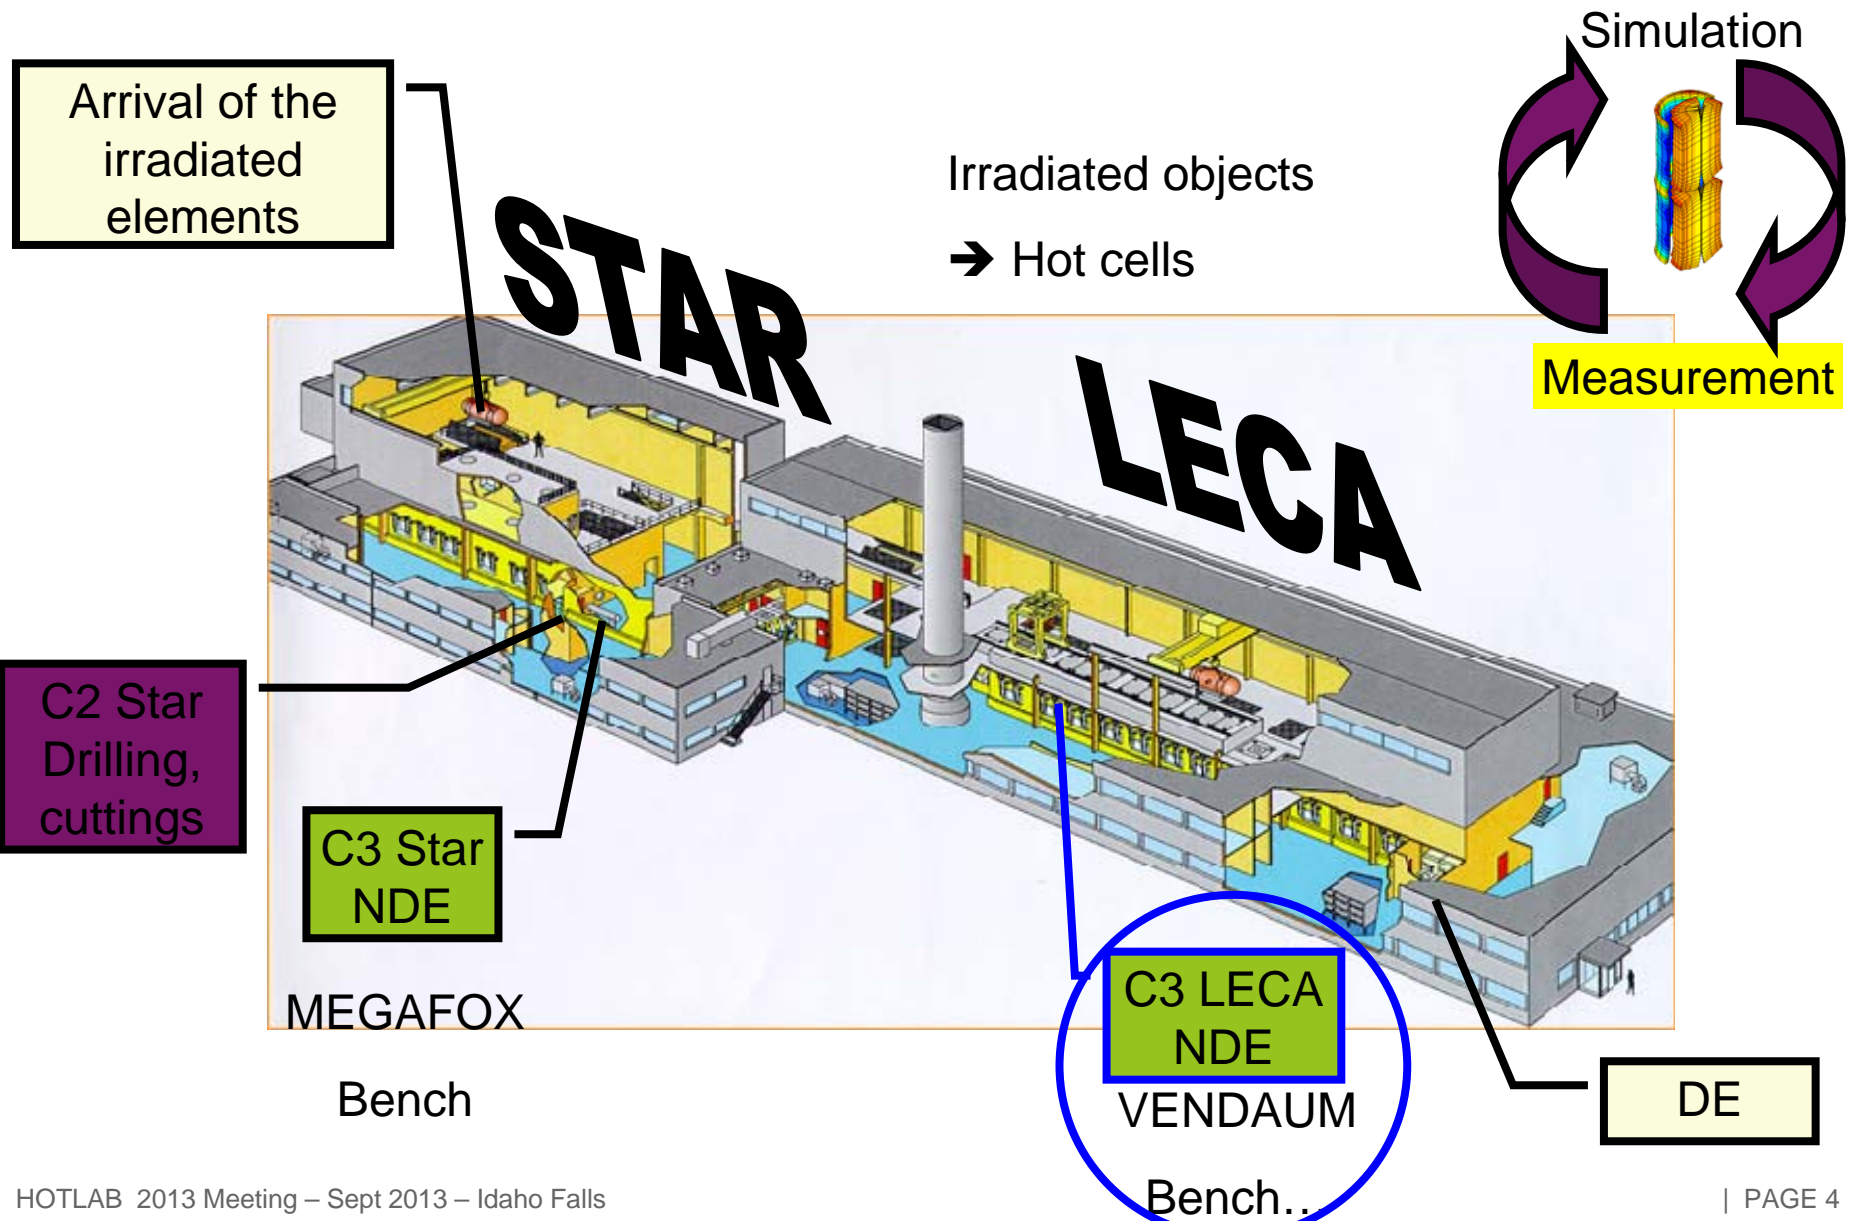 Simulation
Arrival of the
irradiated
elements
Irradiated objects
➔ Hot cells
STAR
LECA
Measurement
C2 Star
Drilling,
cuttings
C3 Star
NDE
MEGAFOX
Bench
C3 LECA
NDE
VENDAUM
Bench…
DE
HOTLAB 2013 Meeting – Sept 2013 – Idaho Falls
| PAGE 4